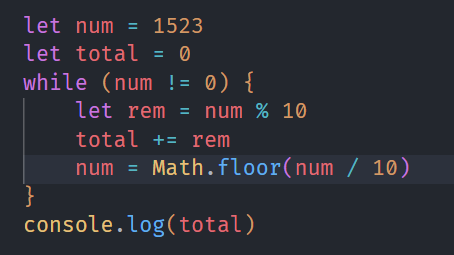 let num = 1523
let total = 0
while (num != 0) {
    let rem = num % 10
    total += rem
    num = Math.floor(num / 10)
}
console.log(total)